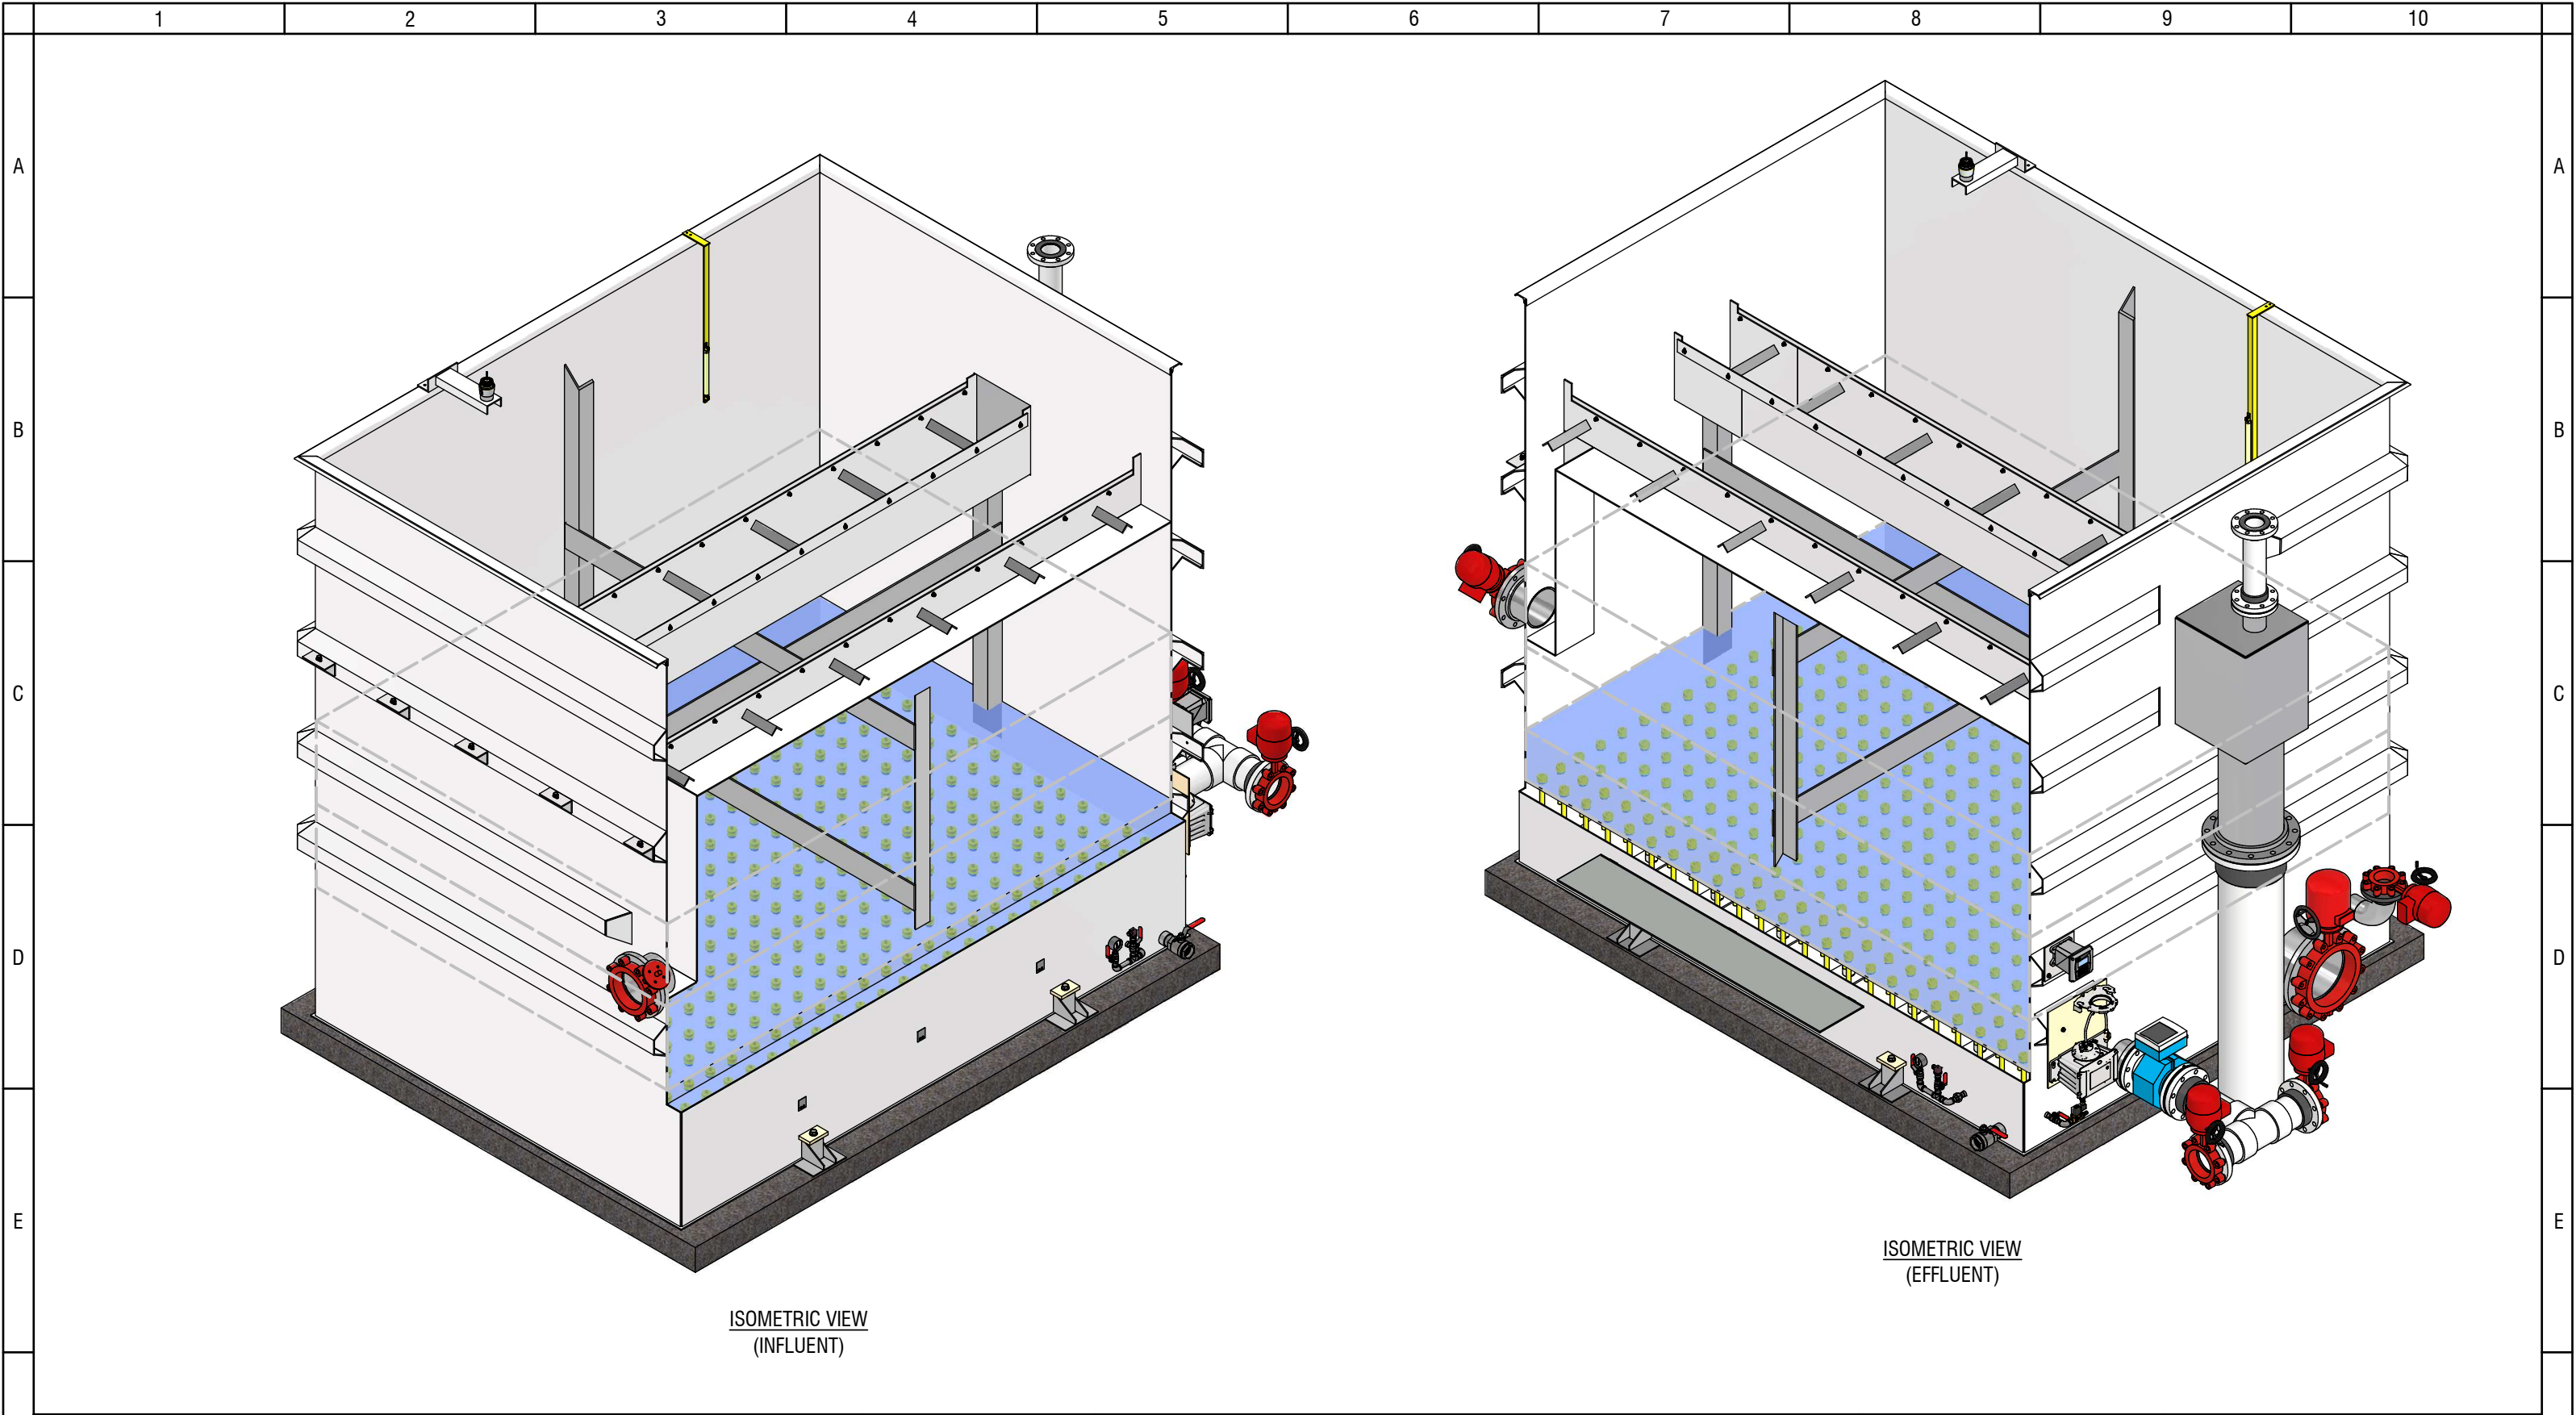 1 2 3 4 5 6 7 8 9 10
A A
B B
C C
D D
E E
ISOMETRIC VIEW
(EFFLUENT)
ISOMETRIC VIEW
(INFLUENT)